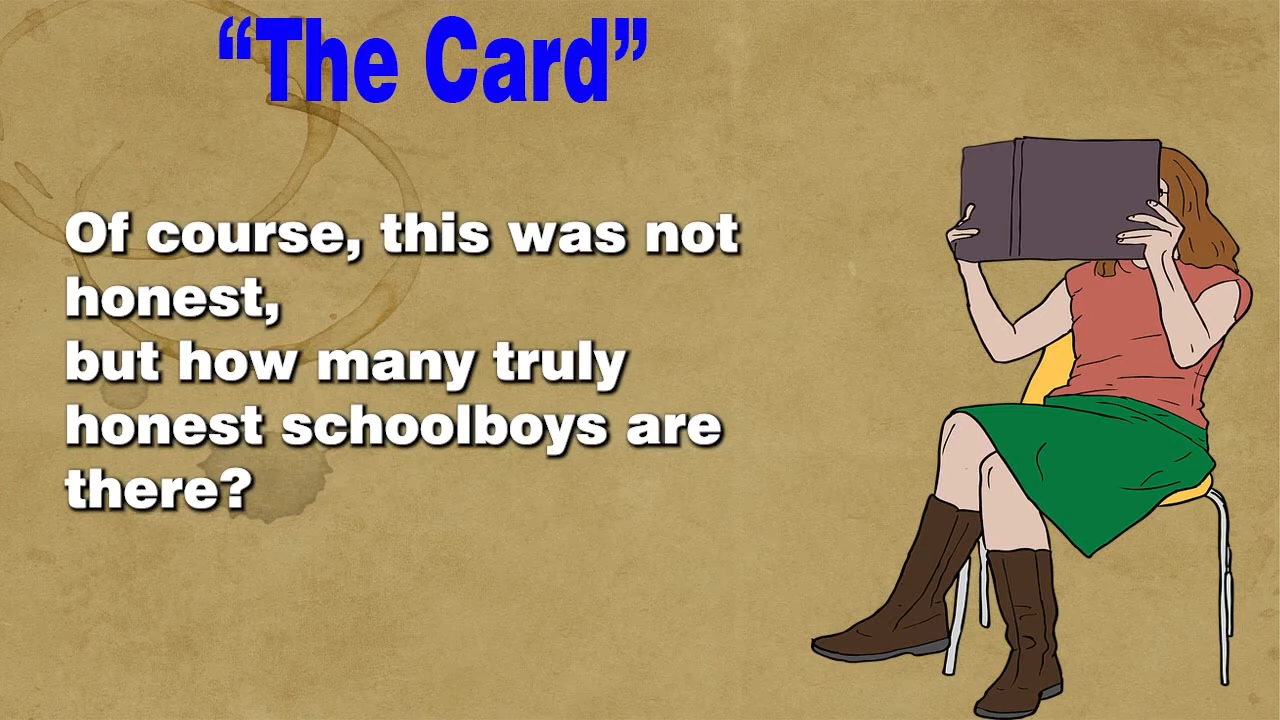 “The Card”
Of course, this was not
honest,
but how many truly
honest schoolboys are
there?